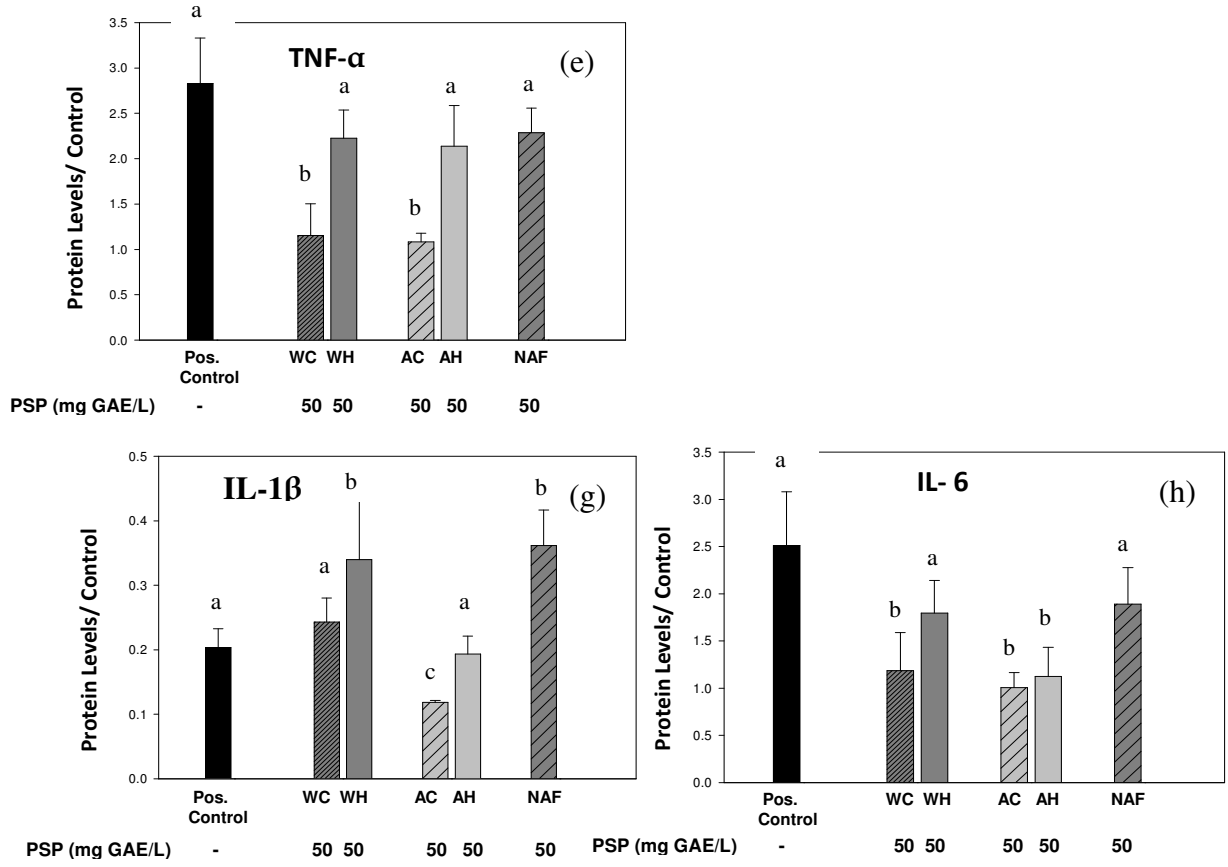 TNF-α
(e)
a
b
a
b
a
a
Protein Levels/ Control
3.5
3.0
2.5
2.0
1.5
1.0
0.5
0.0
Pos. Control WC WH AC AH NAF
PSP (mg GAE/L) - 50 50 50 50 50
IL-1β
(g)
a
a
b
c
a
b
Protein Levels/ Control
0.5
0.4
0.3
0.2
0.1
0.0
Pos. Control WC WH AC AH NAF
PSP (mg GAE/L) - 50 50 50 50 50
IL- 6
(h)
a
b
a
b
b
a
Protein Levels/ Control
3.5
3.0
2.5
2.0
1.5
1.0
0.5
0.0
Pos. Control WC WH AC AH NAF
PSP (mg GAE/L) - 50 50 50 50 50